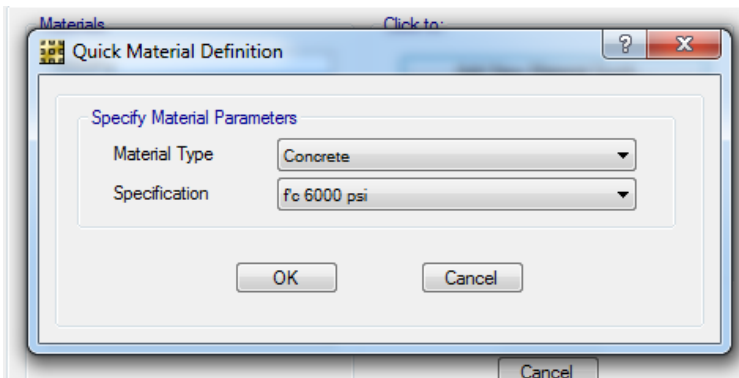 Materials
Click to:
Quick Material Definition
Specify Material Parameters
Material Type
Concrete
Specification
f'c 6000 psi
OK
Cancel
Cancel